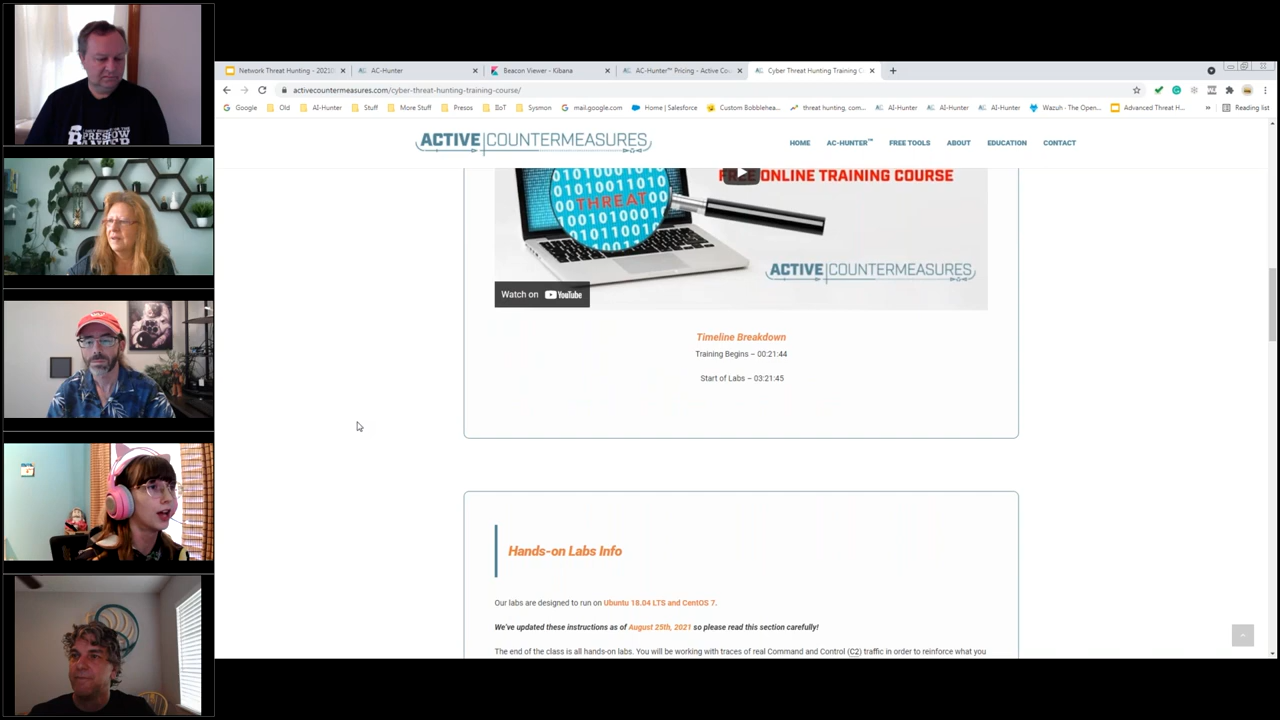 Network Threat Hunting - 20210
AC-Hunter
Beacon Viewer - Kibana
AC-Hunter™ Pricing - Active Cou
Cyber Threat Hunting Training C
activecountermeasures.com/cyber-threat-hunting-training-course/
Google
Old
AI-Hunter
Stuff
More Stuff
Presos
IIoT
Sysmon
mail.google.com
Home | Salesforce
Custom Bobblehea...
threat hunting, com...
AI-Hunter
AI-Hunter
AI-Hunter
Wazuh - The Open...
Advanced Threat H...
»
Reading list
ACTIVE|COUNTERMEASURES
HOME
AC-HUNTER™
FREE TOOLS
ABOUT
EDUCATION
CONTACT
FREE ONLINE TRAINING COURSE
THREAT
ACTIVE|COUNTERMEASURES
Watch on YouTube
Timeline Breakdown
Training Begins – 00:21:44
Start of Labs – 03:21:45
Hands-on Labs Info
Our labs are designed to run on Ubuntu 18.04 LTS and CentOS 7.
We've updated these instructions as of August 25th, 2021 so please read this section carefully!
The end of the class is all hands-on labs. You will be working with traces of real Command and Control (C2) traffic in order to reinforce what you